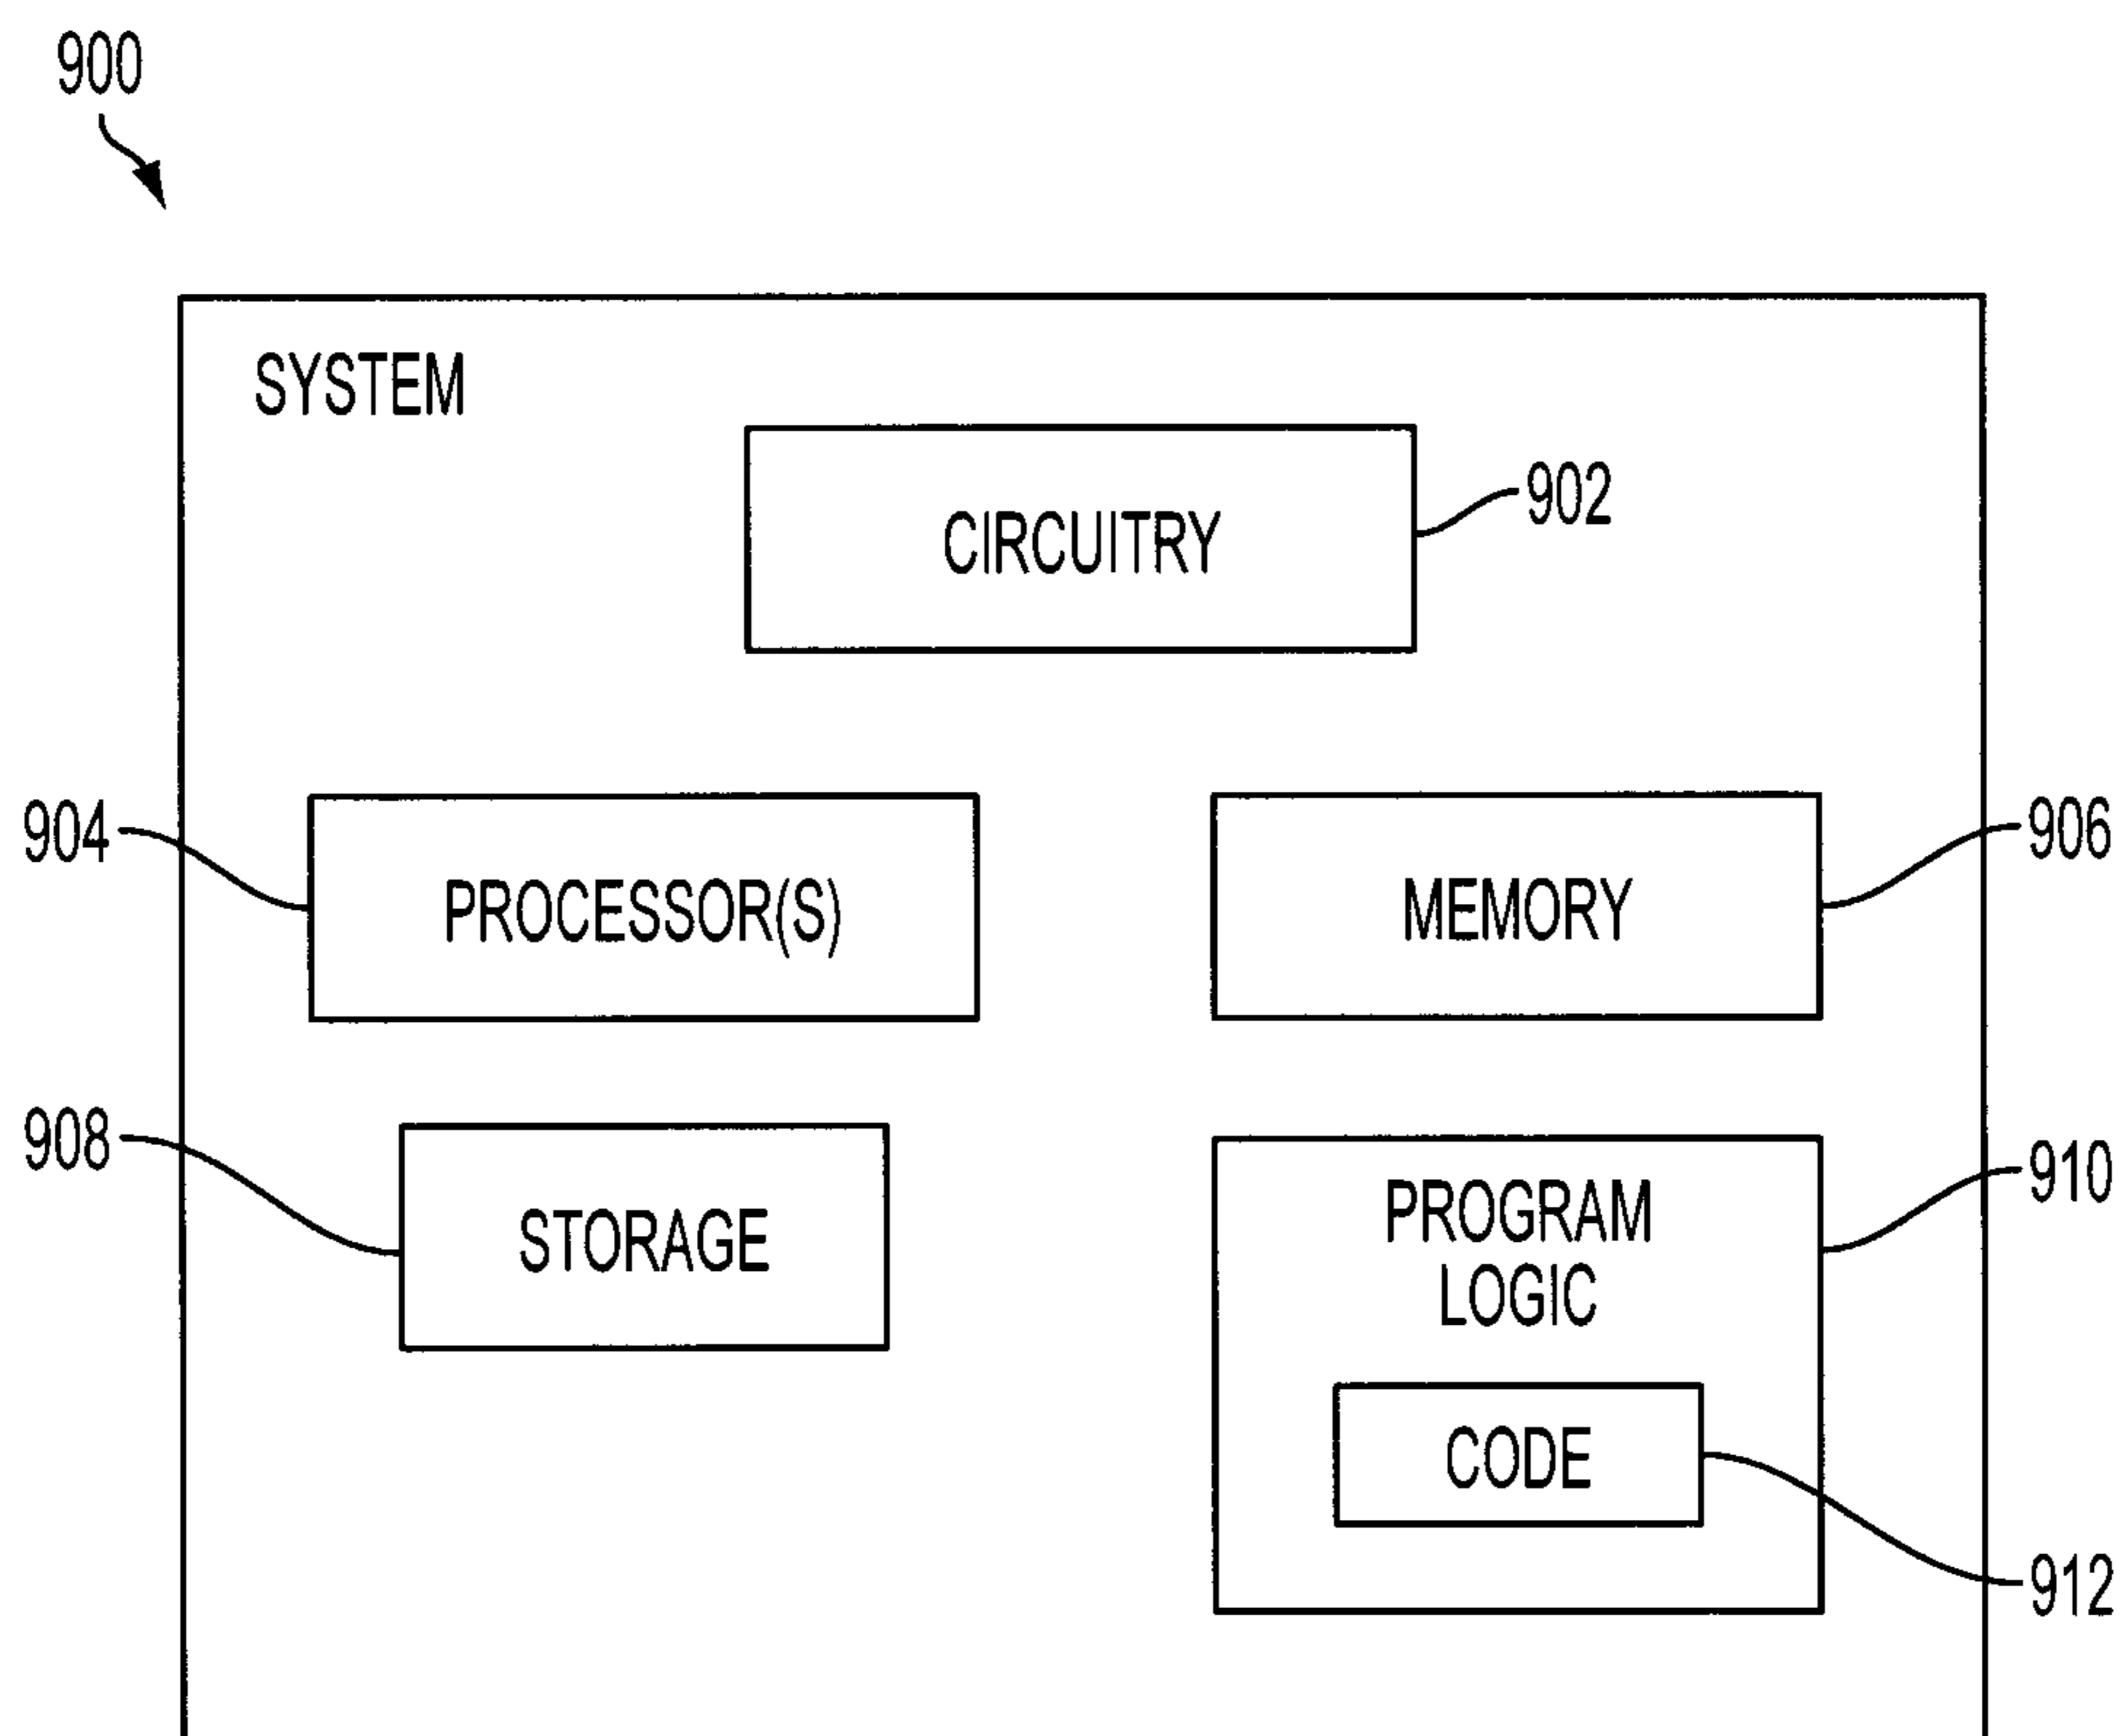 900
SYSTEM
CIRCUITRY
902
904
PROCESSOR(S)
MEMORY
906
908
STORAGE
PROGRAM
LOGIC
910
CODE
912